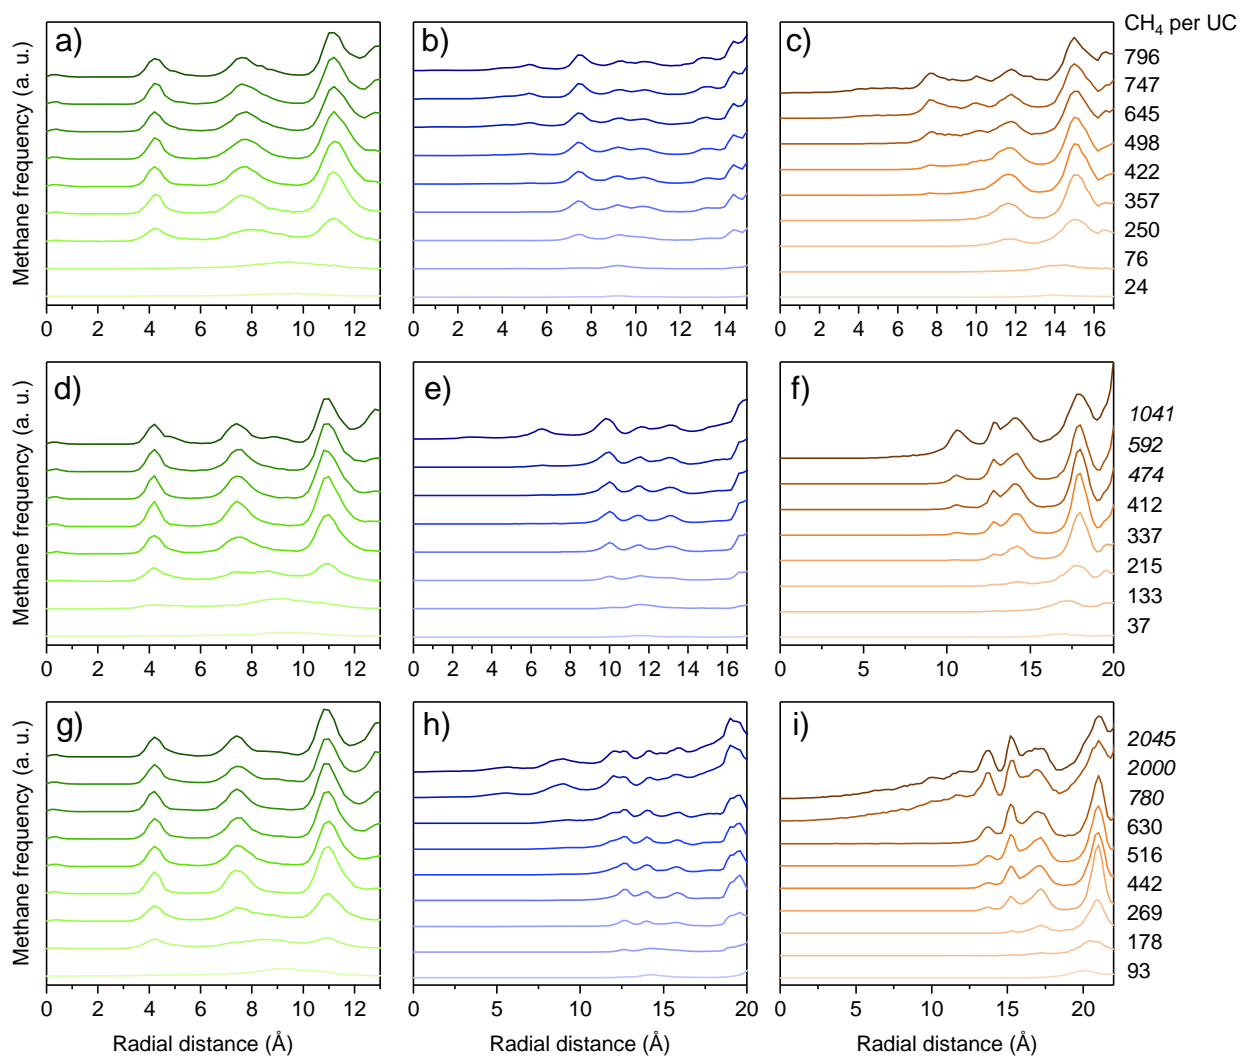 CH4 per UC
Methane frequency (a. u.)
a)
b)
c)
796
747
645
498
422
357
250
76
24
0 2 4 6 8 10 12
0 2 4 6 8 10 12 14
0 2 4 6 8 10 12 14 16
Methane frequency (a. u.)
d)
e)
f)
1041
592
474
412
337
215
133
37
0 2 4 6 8 10 12
0 2 4 6 8 10 12 14 16
0 5 10 15 20
Methane frequency (a. u.)
g)
h)
i)
2045
2000
780
630
516
442
269
178
93
0 2 4 6 8 10 12
0 5 10 15 20
0 5 10 15 20
Radial distance (Å)
Radial distance (Å)
Radial distance (Å)